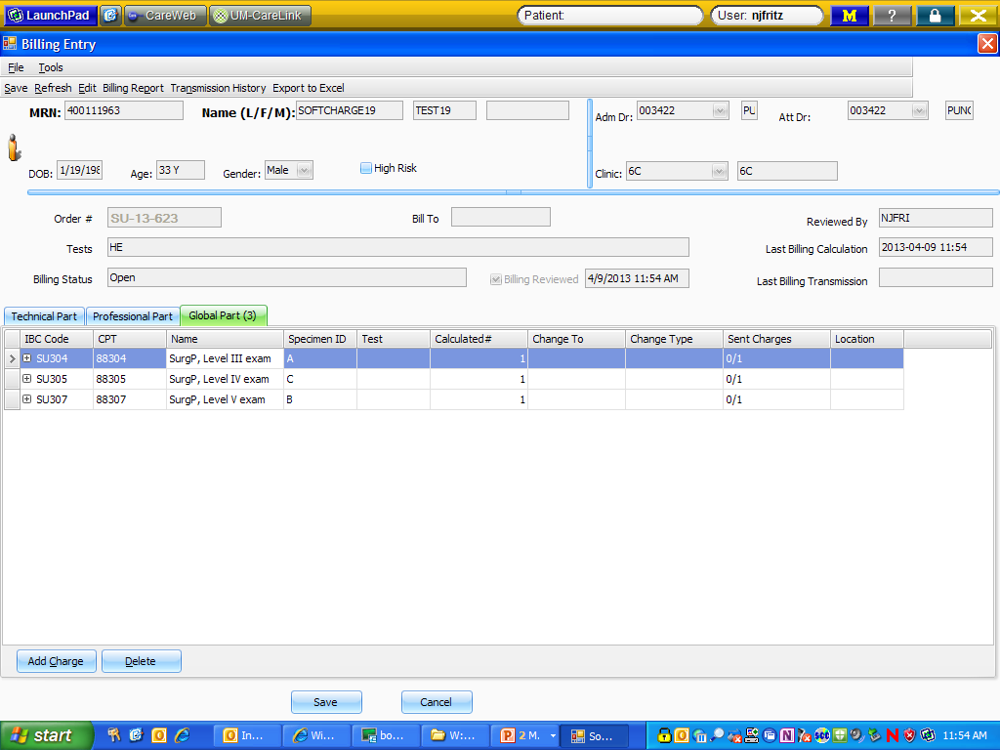 LaunchPad CareWeb UM-CareLink Patient: User: njfritz M ?
Billing Entry
File Tools
Save Refresh Edit Billing Report Transmission History Export to Excel
MRN: 400111963 Name (L/F/M): SOFTCHARGE19 TEST19 Adm Dr: 003422 PU Att Dr: 003422 PUNG
DOB: 1/19/198 Age: 33 Y Gender: Male High Risk Clinic: 6C 6C
Order # SU-13-623 Bill To Reviewed By NJFRI
Tests HE Last Billing Calculation 2013-04-09 11:54
Billing Status Open Billing Reviewed 4/9/2013 11:54 AM Last Billing Transmission
Technical Part Professional Part Global Part (3)
IBC Code CPT Name Specimen ID Test Calculated# Change To Change Type Sent Charges Location
SU304 88304 SurgP, Level III exam A 1 0/1
SU305 88305 SurgP, Level IV exam C 1 0/1
SU307 88307 SurgP, Level V exam B 1 0/1
Add Charge Delete
Save Cancel
start In... Wi... bo... W:... 2 M. So... 11:54 AM